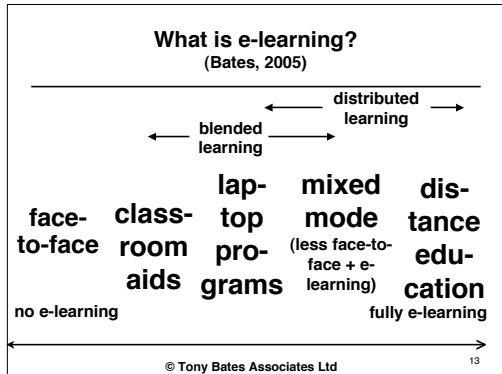 What is e-learning?
(Bates, 2005)
distributed
learning
blended
learning
face-
to-face
class-
room
aids
lap-
top
pro-
grams
mixed
mode
(less face-to-
face + e-
learning)
dis-
tance
edu-
cation
no e-learning
fully e-learning
© Tony Bates Associates Ltd
13